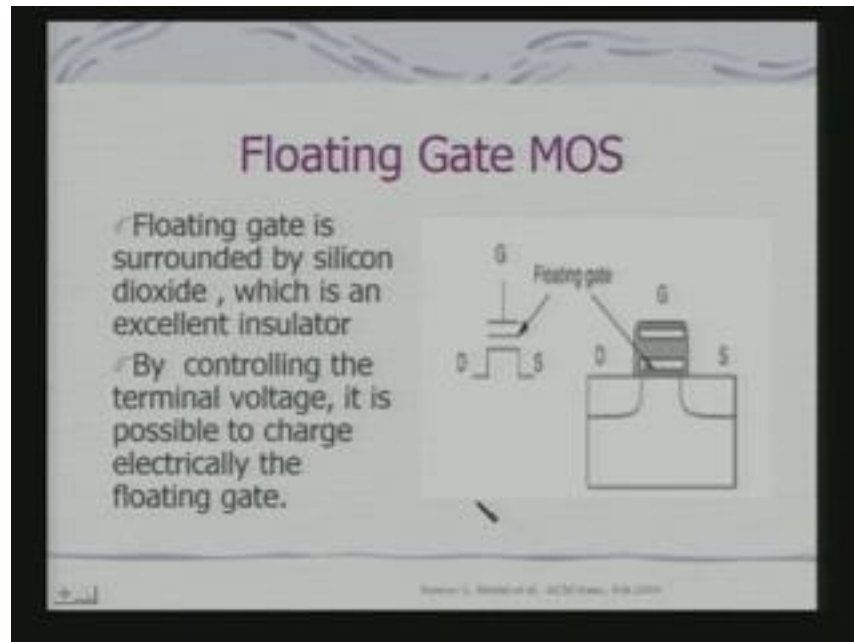 Floating Gate MOS
Floating gate is
surrounded by silicon
dioxide , which is an
excellent insulator
By controlling the
terminal voltage, it is
possible to charge
electrically the
floating gate.
G
Floating gate
D S
G
D S